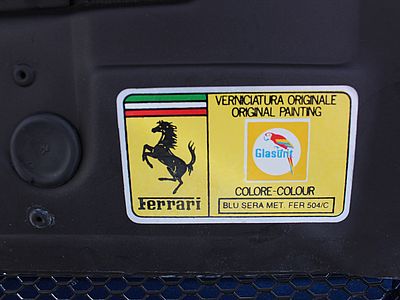 VERNICIATURA ORIGINALE
ORIGINAL PAINTING
Glasurit
COLORE-COLOUR
Ferrari
BLU SERA MET. FER 504/C